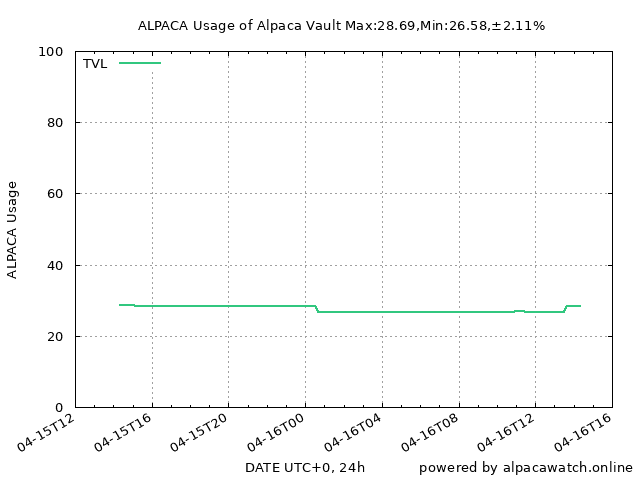 ALPACA Usage of Alpaca Vault Max:28.69,Min:26.58,±2.11%
TVL
100
80
60
40
20
0
ALPACA Usage
04-15T12
04-15T16
04-15T20
04-16T00
04-16T04
04-16T08
04-16T12
04-16T16
DATE UTC+0, 24h
powered by alpacawatch.online